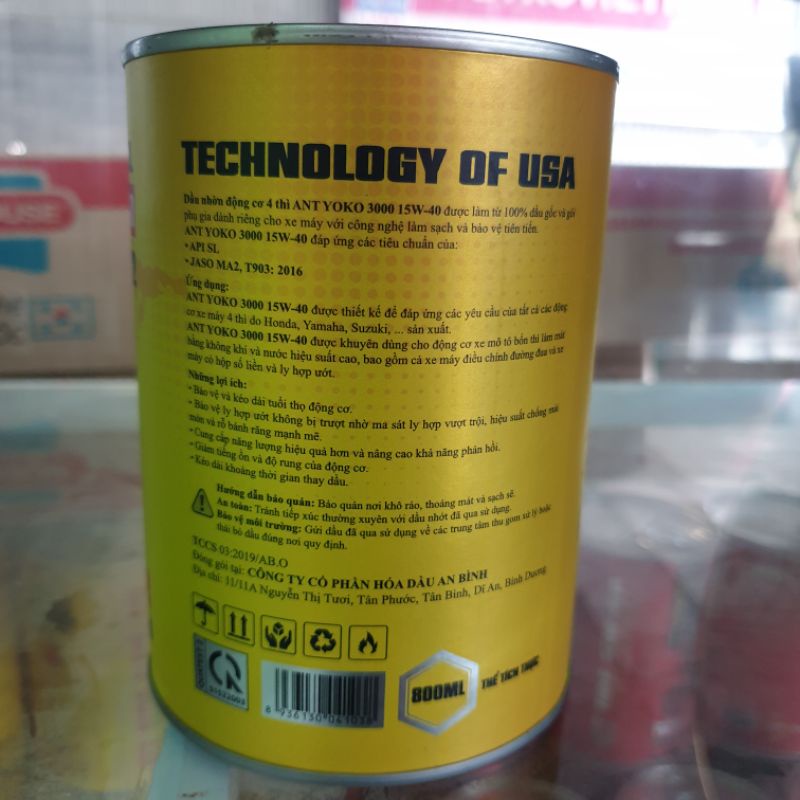 TECHNOLOGY OF USA
Dầu nhờn động cơ 4 thì ANT YOKO 3000 15W-40 được làm từ 100% dầu gốc và gói
phụ gia dành riêng cho xe máy với công nghệ làm sạch và bảo vệ tiên tiến.
ANT YOKO 3000 15W-40 đáp ứng các tiêu chuẩn của:
• API SL
• JASO MA2, T903: 2016
Ứng dụng:
ANT YOKO 3000 15W-40 được thiết kế để đáp ứng các yêu cầu của tất cả các động
cơ xe máy 4 thì do Honda, Yamaha, Suzuki, ... sản xuất.
ANT YOKO 3000 15W-40 được khuyên dùng cho động cơ xe mô tô bốn thì làm mát
bằng không khí và nước hiệu suất cao, bao gồm cả xe máy điều chỉnh đường đua và xe
máy có hộp số liền và ly hợp ướt.
Những lợi ích:
• Bảo vệ và kéo dài tuổi thọ động cơ.
• Bảo vệ ly hợp ướt không bị trượt nhờ ma sát ly hợp vượt trội, hiệu suất chống mài
mòn và rỗ bánh răng mạnh mẽ.
• Cung cấp năng lượng hiệu quả hơn và nâng cao khả năng phản hồi.
• Giảm tiếng ồn và độ rung của động cơ.
• Kéo dài khoảng thời gian thay dầu.
Hướng dẫn bảo quản: Bảo quản nơi khô ráo, thoáng mát và sạch sẽ.
An toàn: Tránh tiếp xúc thường xuyên với dầu nhớt đã qua sử dụng.
Bảo vệ môi trường: Gửi dầu đã qua sử dụng về các trung tâm thu gom xử lý hoặc
thải bỏ dầu đúng nơi quy định.
TCCS 03:2019/AB.O
Đóng gói tại: CÔNG TY CỔ PHẦN HÓA DẦU AN BÌNH
Địa chỉ: 11/11A Nguyễn Thị Tươi, Tân Phước, Tân Bình, Dĩ An, Bình Dương
QUATEST 3
8 936130 041038
800ML
THỂ TÍCH THỰC